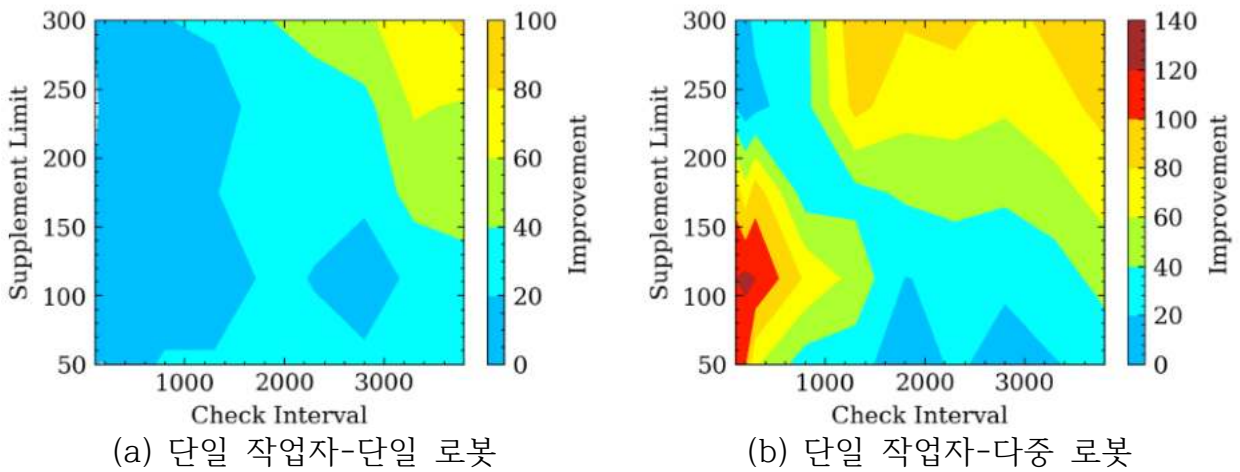 300
250
200
150
100
50
Supplement Limit
1000 2000 3000
Check Interval
100
80
60
40
20
0
Improvement
(a) 단일 작업자-단일 로봇
300
250
200
150
100
50
Supplement Limit
1000 2000 3000
Check Interval
140
120
100
80
60
40
20
0
Improvement
(b) 단일 작업자-다중 로봇